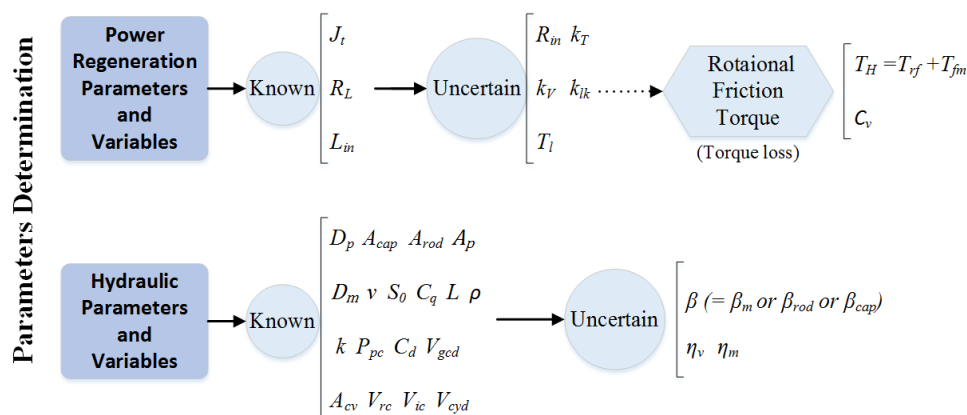 Parameters Determination
Power
Regeneration
Parameters
and
Variables
Known
J_t
R_L
L_in
Uncertain
R_in k_T
k_V k_lk
T_l
Rotaional
Friction
Torque
(Torque loss)
T_H =T_rf +T_fm
C_v
Hydraulic
Parameters
and
Variables
Known
D_p A_cap A_rod A_p
D_m v S_0 C_q L ρ
k P_pc C_d V_gcd
A_cv V_rc V_ic V_cyd
Uncertain
β (= β_m or β_rod or β_cap)
η_v η_m